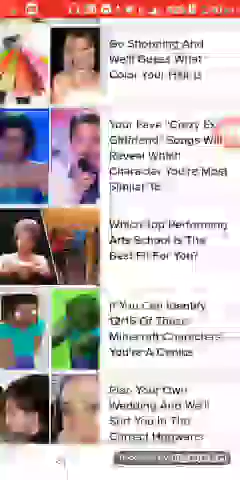 Go Shopping And
We'll Guess What
Color Your Hair Is
Your Fave "Crazy Ex-
Girlfriend" Songs Will
Reveal Which
Character You're Most
Similar To
Which Top Performing
Arts School Is The
Best Fit For You?
If You Can Identify
Of These
Minecraft Characters
You're A Genius
Plan Your Own
Wedding And We'll
Sort You In The
Correct Hogwarts